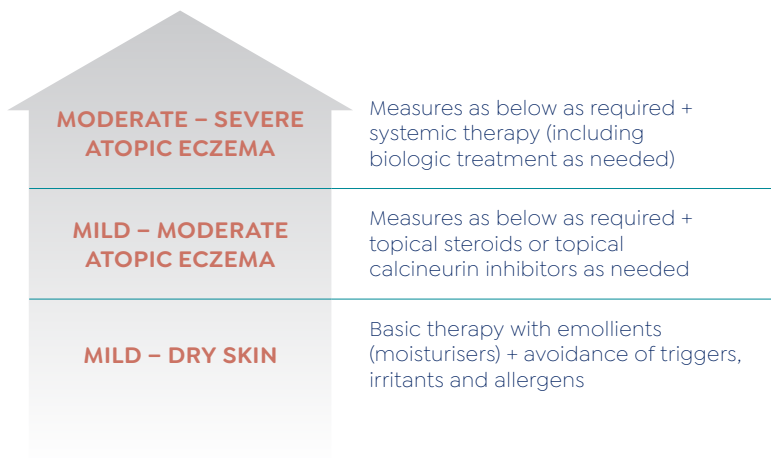 MODERATE – SEVERE
ATOPIC ECZEMA
Measures as below as required +
systemic therapy (including
biologic treatment as needed)
MILD – MODERATE
ATOPIC ECZEMA
Measures as below as required +
topical steroids or topical
calcineurin inhibitors as needed
MILD – DRY SKIN
Basic therapy with emollients
(moisturisers) + avoidance of triggers,
irritants and allergens